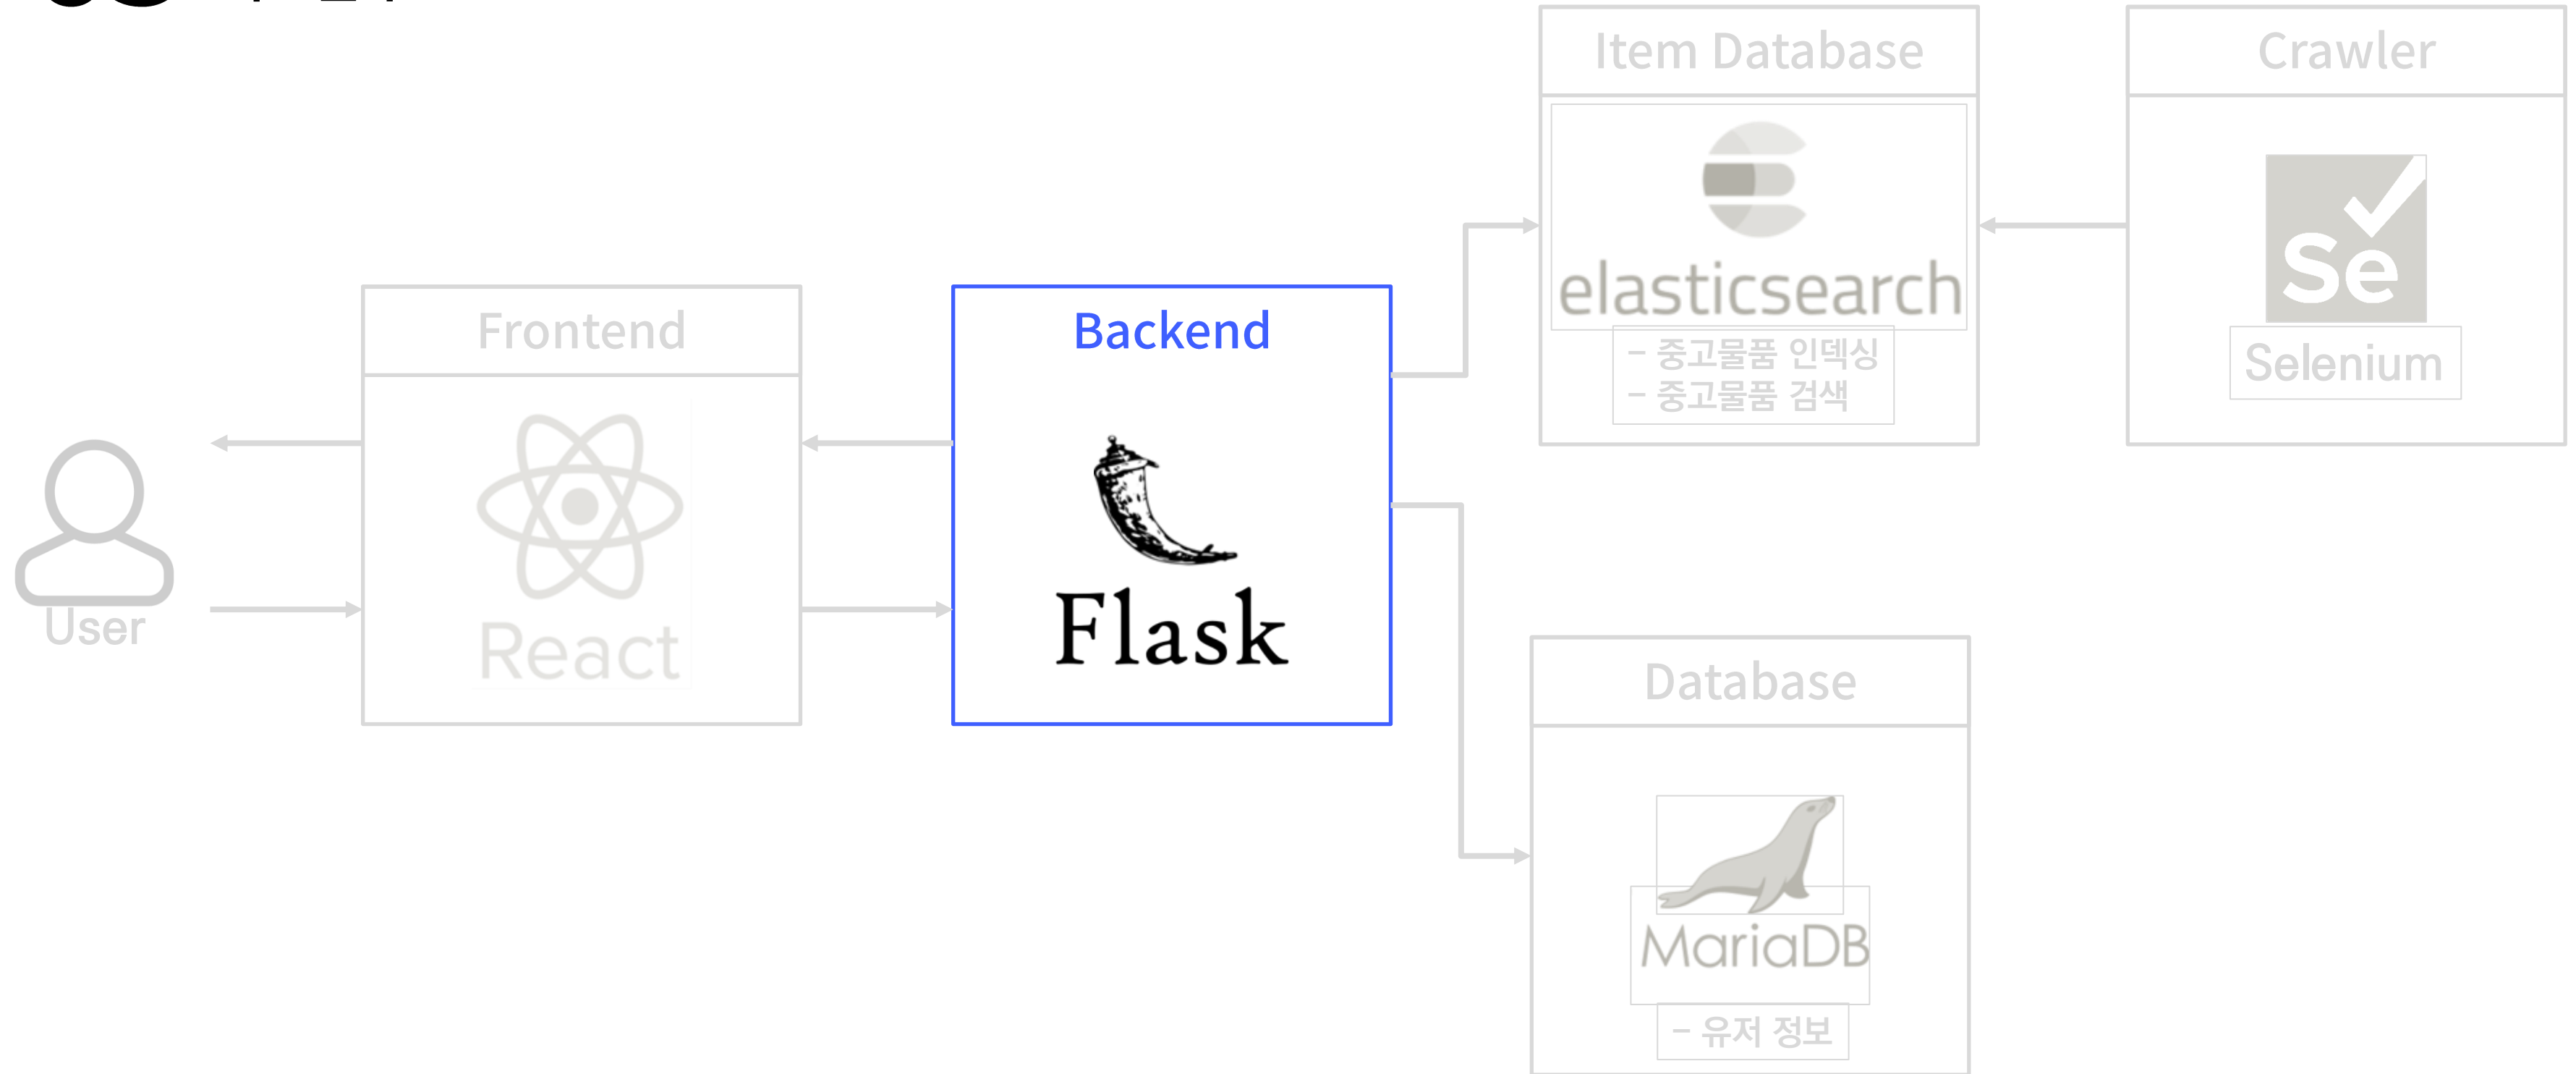 Item Database
Crawler
elasticsearch
- 중고물품 인덱싱
- 중고물품 검색
Se
Selenium
Frontend
React
Backend
Flask
User
Database
MariaDB
- 유저 정보